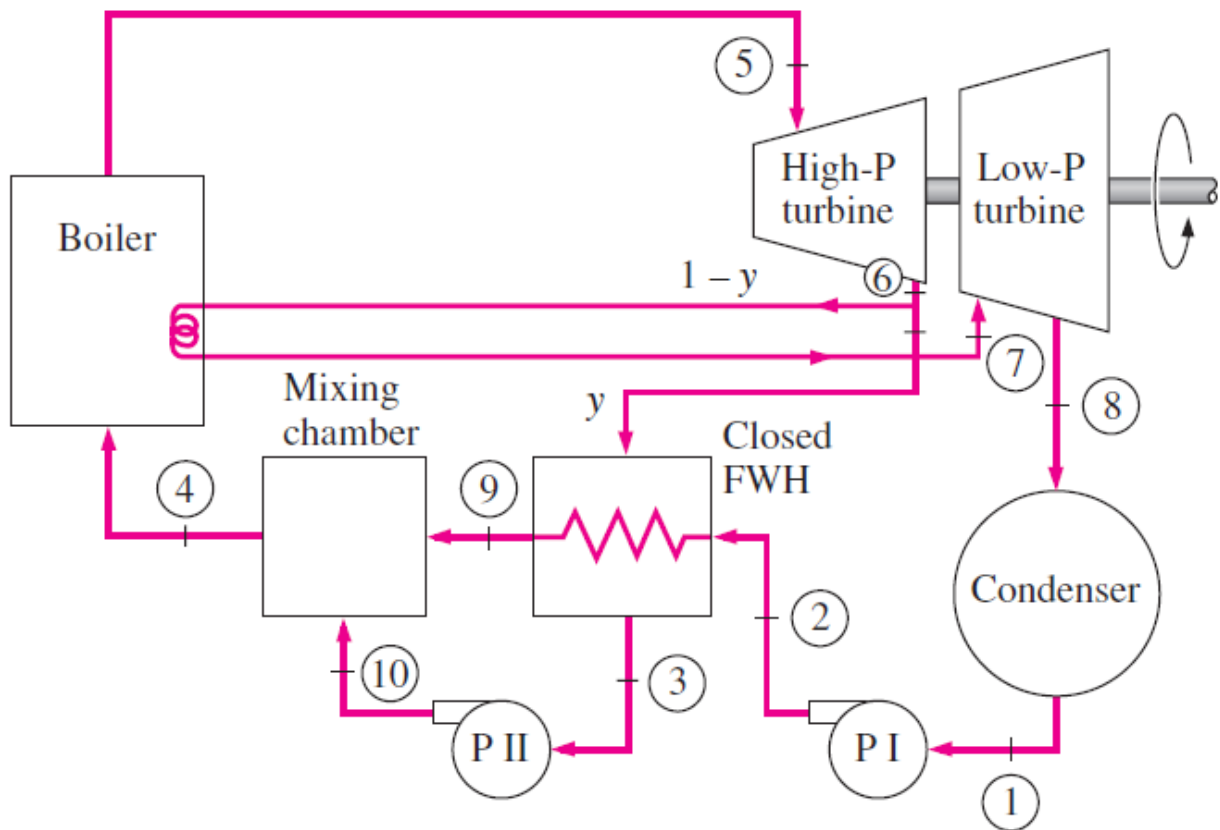 5
High-P
turbine
Low-P
turbine
Boiler
1 – y
6
7
8
Mixing
chamber
y
Closed
FWH
4
9
2
Condenser
10
3
P II
P I
1